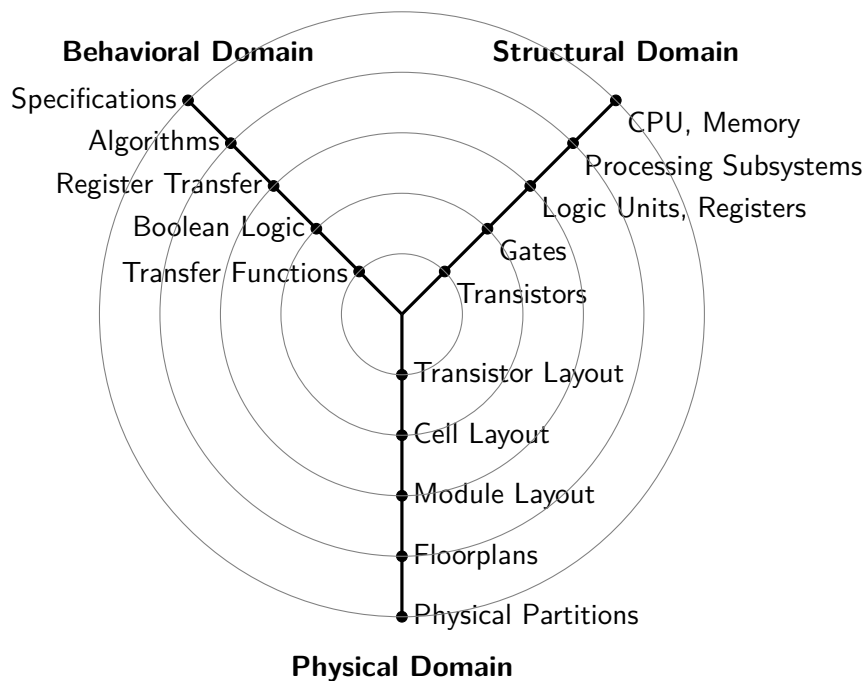 Behavioral Domain
Structural Domain
Specifications
CPU, Memory
Algorithms
Processing Subsystems
Register Transfer
Logic Units, Registers
Boolean Logic
Gates
Transfer Functions
Transistors
Transistor Layout
Cell Layout
Module Layout
Floorplans
Physical Partitions
Physical Domain